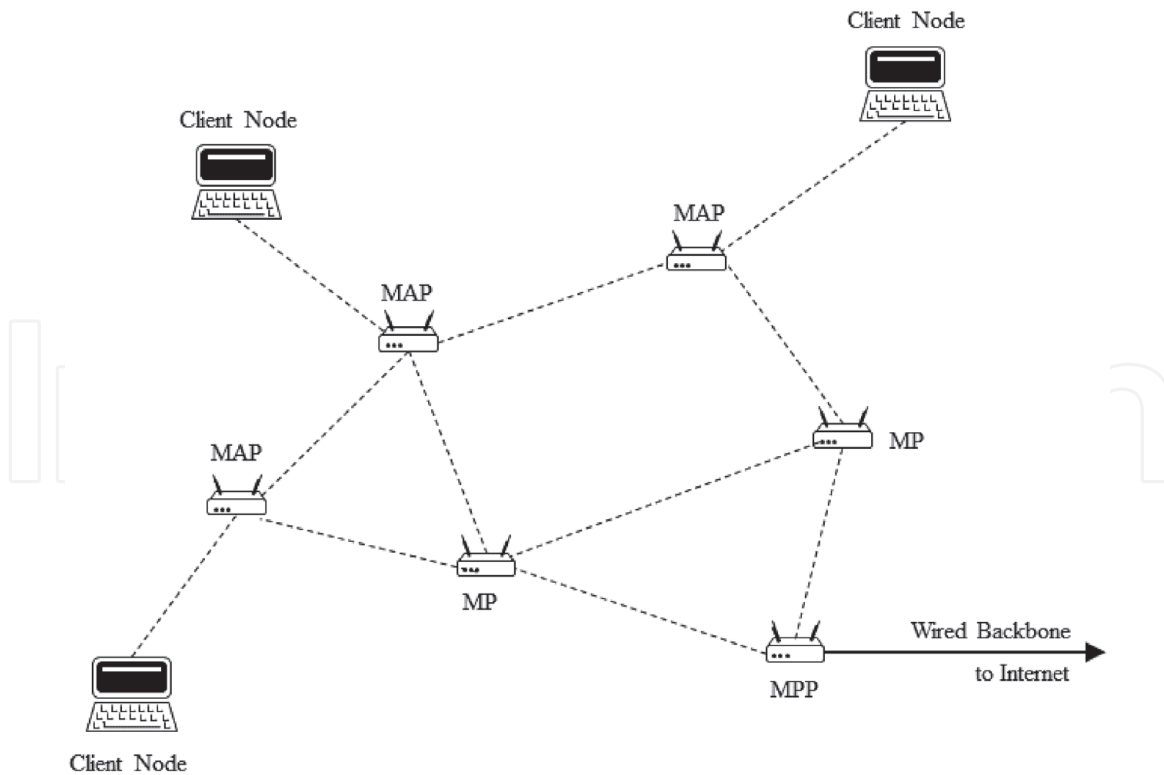 Client Node
Client Node
MAP
MAP
MAP
MP
MP
Wired Backbone
to Internet
MPP
Client Node